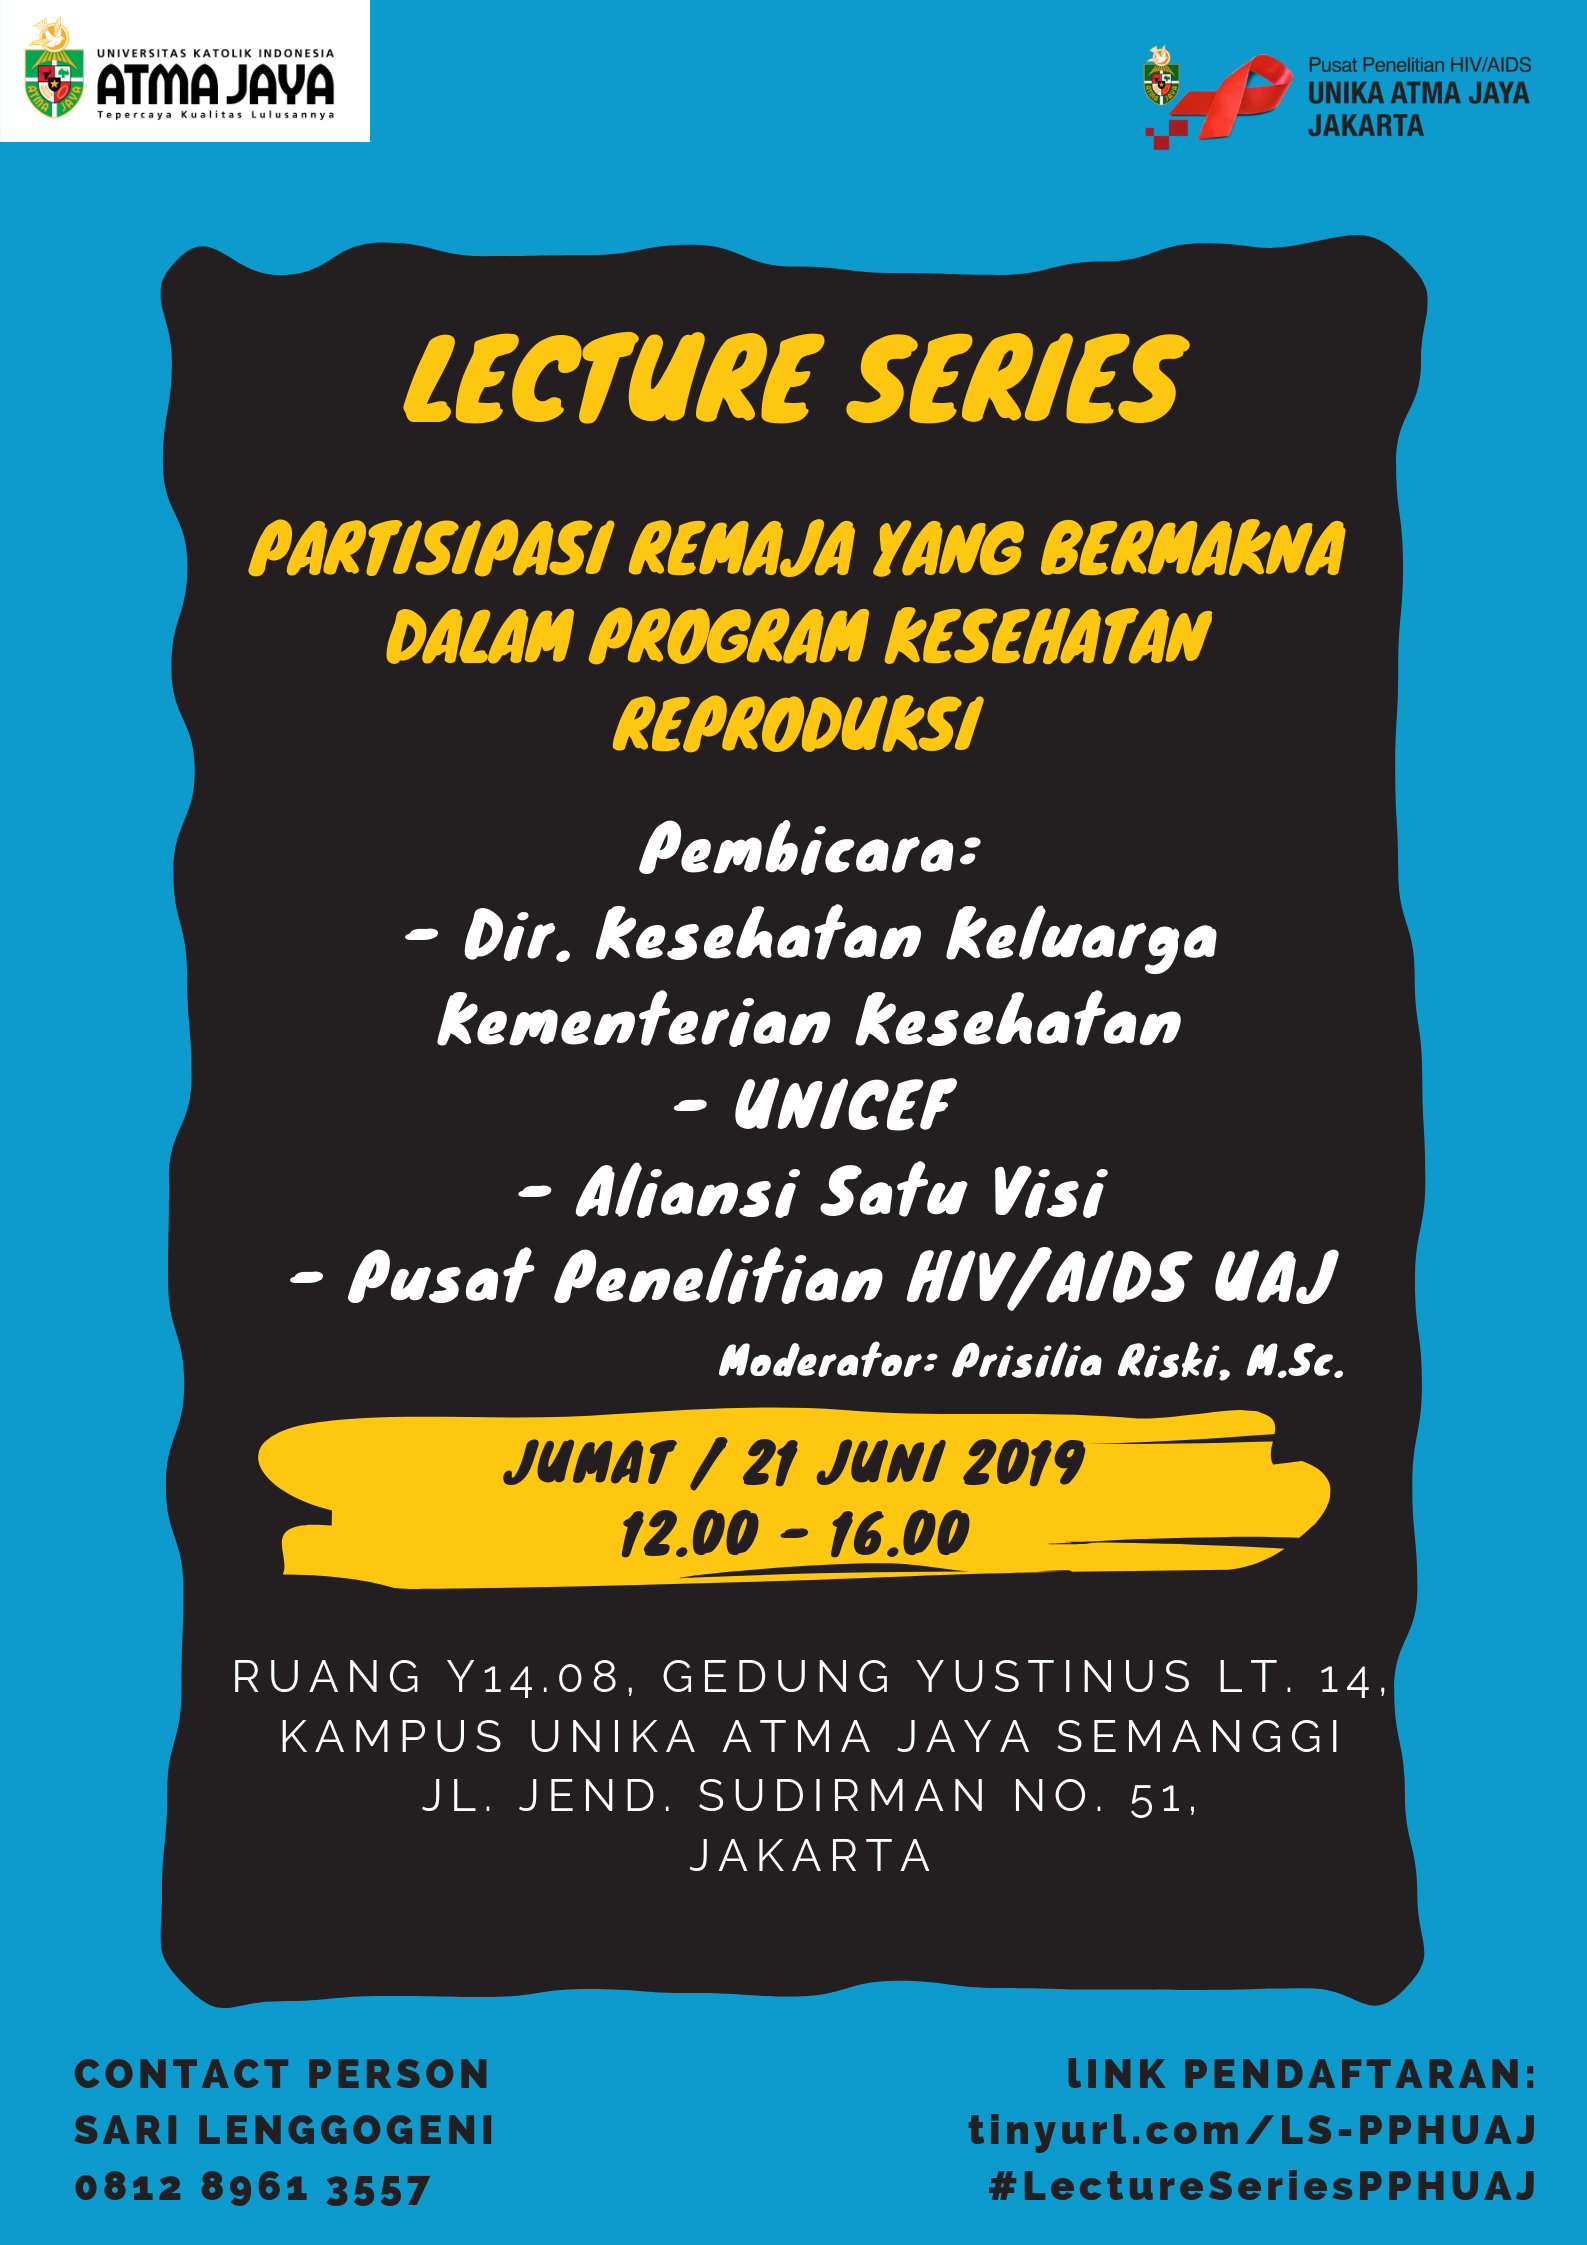 UNIVERSITAS KATOLIK INDONESIA
ATMA JAYA
Tepercaya Kualitas Lulusannya
Pusat Penelitian HIV/AIDS
UNIKA ATMA JAYA
JAKARTA
LECTURE SERIES
PARTISIPASI REMAJA YANG BERMAKNA
DALAM PROGRAM KESEHATAN
REPRODUKSI
Pembicara:
- Dir. Kesehatan Keluarga
Kementerian Kesehatan
- UNICEF
- Aliansi Satu Visi
- Pusat Penelitian HIV/AIDS UAJ
Moderator: Prisilia Riski, M.Sc.
JUMAT / 21 JUNI 2019
12.00 - 16.00
RUANG Y14.08, GEDUNG YUSTINUS LT. 14,
KAMPUS UNIKA ATMA JAYA SEMANGGI
JL. JEND. SUDIRMAN NO. 51,
JAKARTA
CONTACT PERSON
SARI LENGGOGENI
0812 8961 3557
lINK PENDAFTARAN:
tinyurl.com/LS-PPHUAJ
#LectureSeriesPPHUAJ